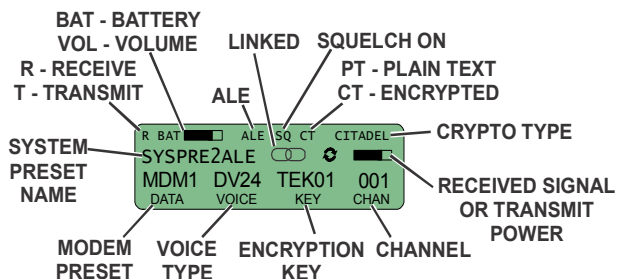 BAT - BATTERY
VOL - VOLUME
LINKED
SQUELCH ON
R - RECEIVE
T - TRANSMIT
ALE
PT - PLAIN TEXT
CT - ENCRYPTED
R BAT ALE SQ CT CITADEL
CRYPTO TYPE
SYSTEM
PRESET
NAME
SYSPRE2ALE
MDM1 DV24 TEK01 001
DATA VOICE KEY CHAN
RECEIVED SIGNAL
OR TRANSMIT
POWER
MODEM
PRESET
VOICE
TYPE
ENCRYPTION
KEY
CHANNEL